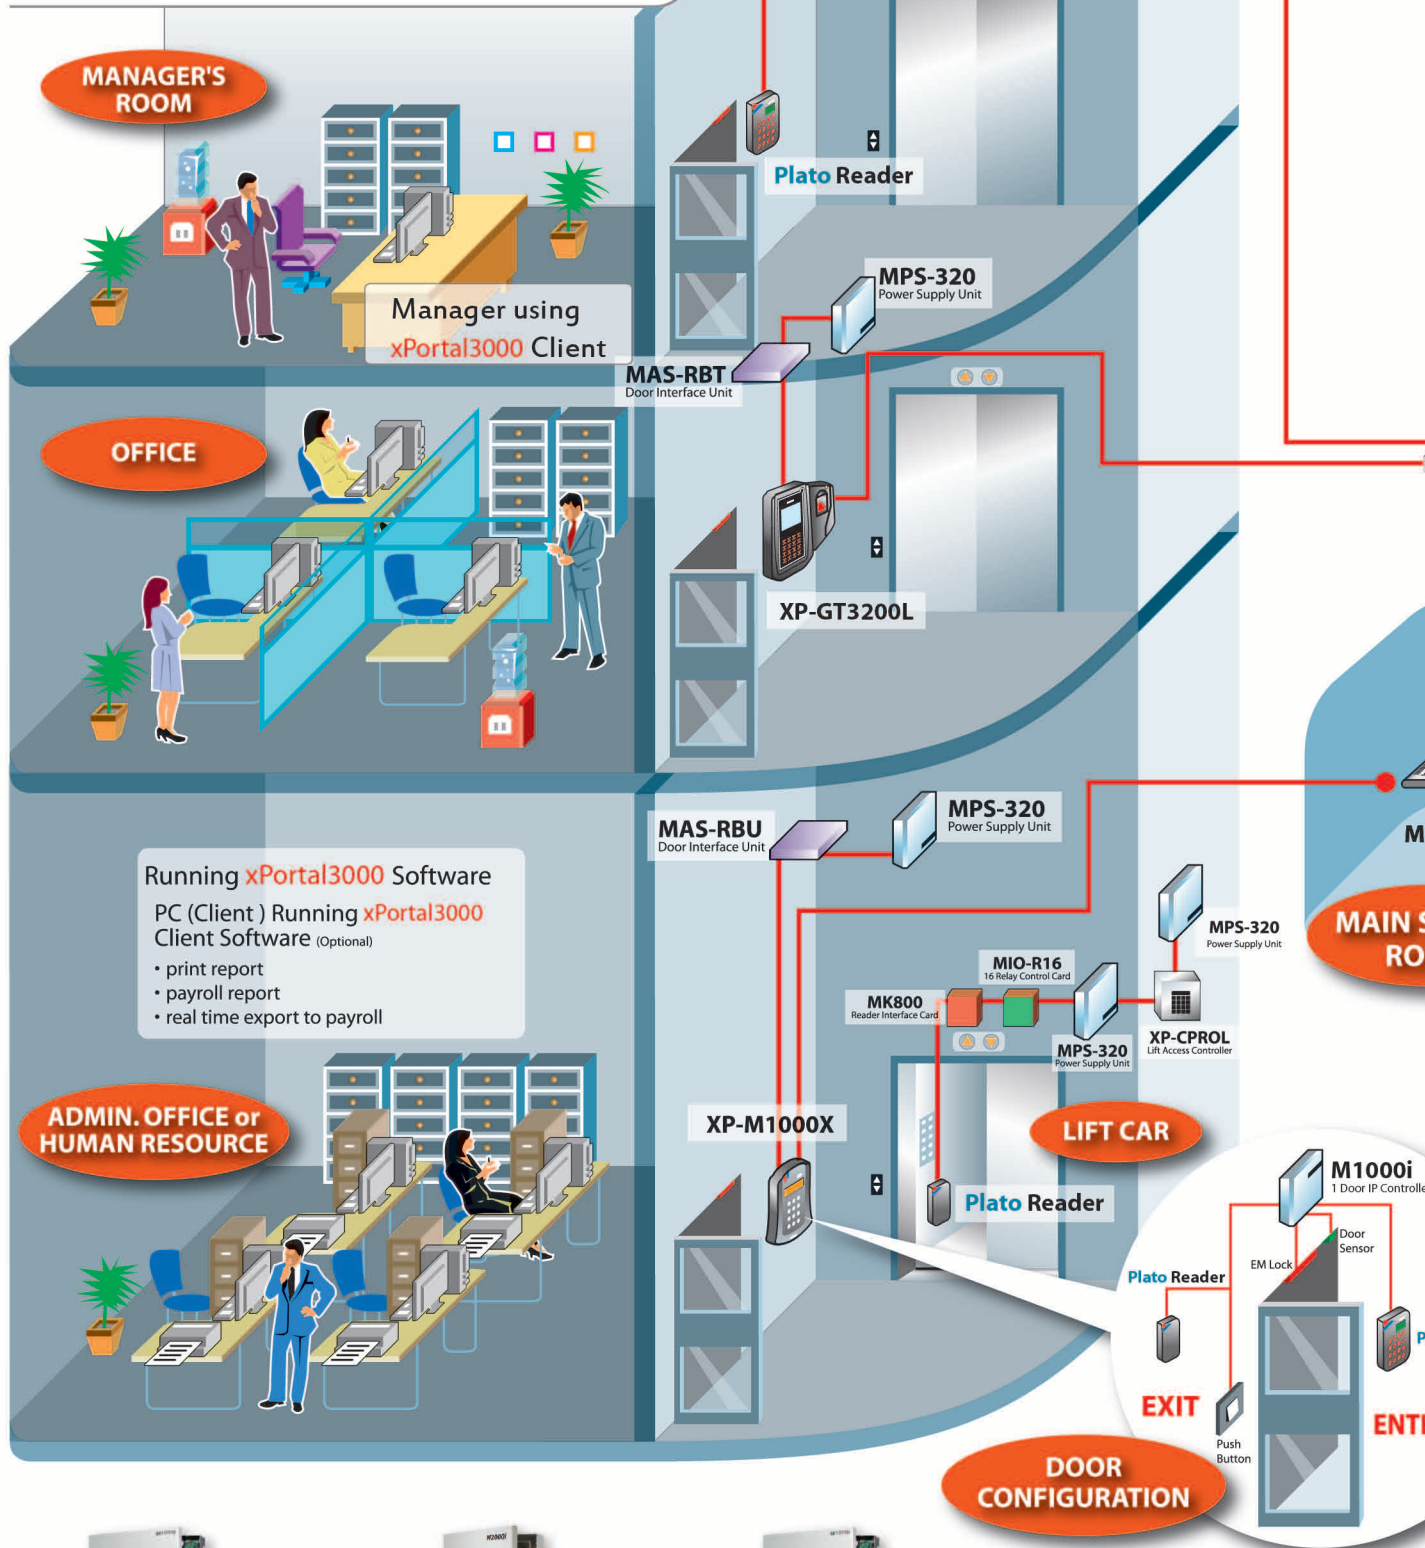 MANAGER'S
ROOM
Plato Reader
MPS-320
Power Supply Unit
Manager using
xPortal3000 Client
MAS-RBT
Door Interface Unit
OFFICE
XP-GT3200L
MAS-RBU
Door Interface Unit
MPS-320
Power Supply Unit
Running xPortal3000 Software
PC (Client ) Running xPortal3000
Client Software (Optional)
• print report
• payroll report
• real time export to payroll
MPS-320
Power Supply Unit
MAIN
MIO-R16
16 Relay Control Card
MK800
Reader Interface Card
MPS-320
Power Supply Unit
XP-CPROL
Lift Access Controller
ADMIN. OFFICE or
HUMAN RESOURCE
XP-M1000X
LIFT CAR
Plato Reader
M1000i
1 Door IP Controlle
Door
Sensor
EM Lock
Plato Reader
EXIT
ENT
Push
Button
DOOR
CONFIGURATION